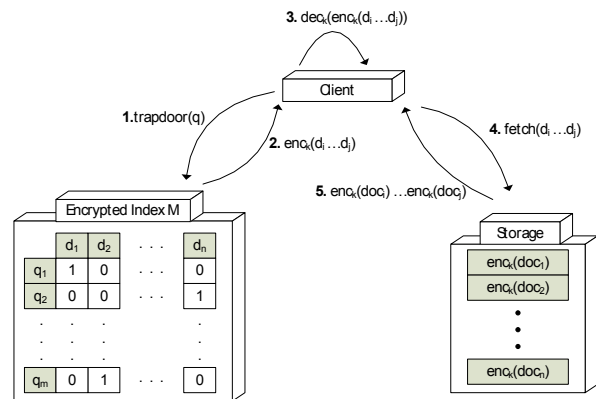 3. dec_k(enc_k(d_i ...d_j))
Client
1.trapdoor(q)
2. enc_k(d_i ...d_j)
4. fetch(d_i ...d_j)
5. enc_k(doc_i) ...enc_k(doc_j)
Encrypted Index M
d_1 d_2 . . . d_n
q_1 1 0 . . . 0
q_2 0 0 . . . 1
. . . .
. . . .
. . . .
q_m 0 1 . . . 0
Storage
enc_k(doc_1)
enc_k(doc_2)
•
•
•
enc_k(doc_n)